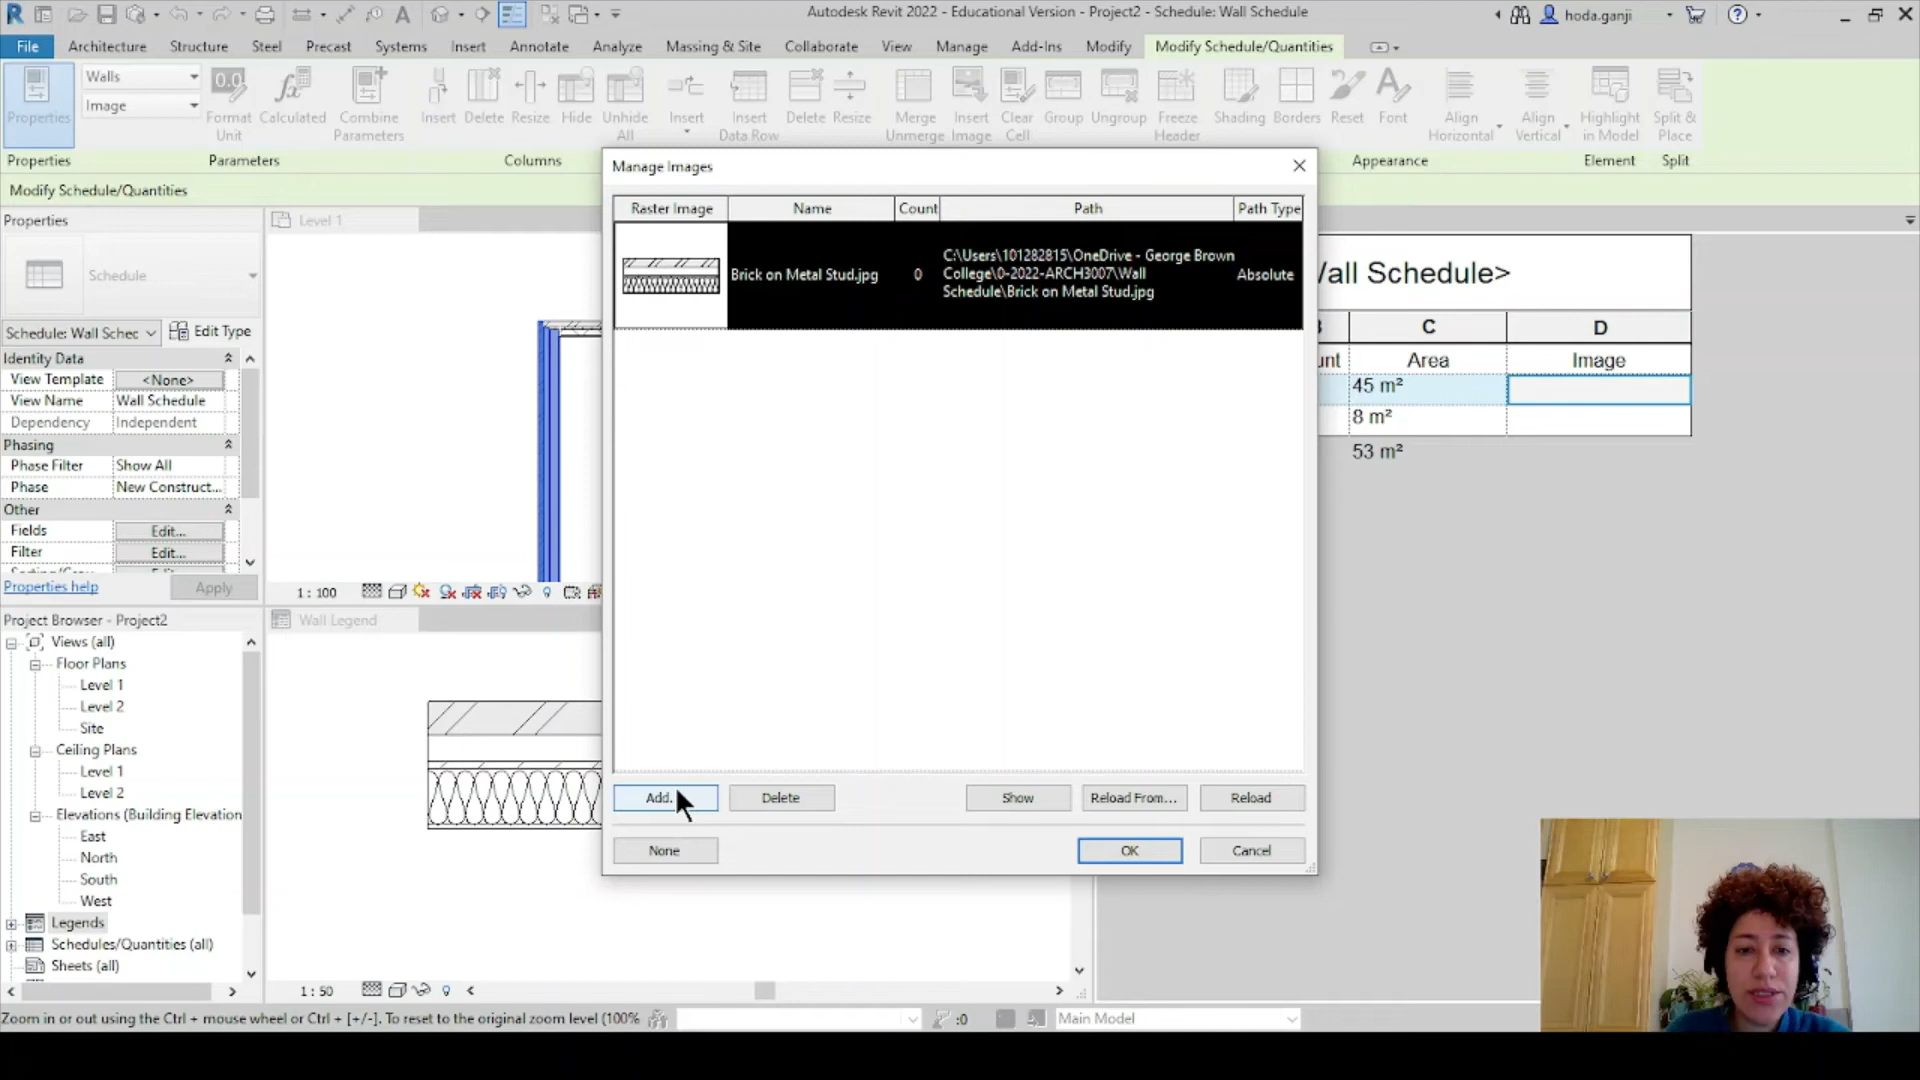 Autodesk Revit 2022 - Educational Version - Project2 - Schedule: Wall Schedule
hoda.ganji
File Architecture Structure Steel Precast Systems Insert Annotate Analyze Massing & Site Collaborate View Manage Add-Ins Modify Modify Schedule/Quantities
Walls
Image
Properties
Format Unit
Calculated
Combine Parameters
Insert
Delete
Resize
Hide
Unhide All
Insert
Insert Data Row
Delete
Resize
Merge Unmerge
Insert Image
Clear Cell
Group
Ungroup
Freeze Header
Shading
Borders
Reset
Font
Align Horizontal
Align Vertical
Highlight in Model
Split & Place
Properties
Parameters
Columns
Appearance
Element
Split
Modify Schedule/Quantities
Properties
Schedule
Schedule: Wall Schec
Edit Type
Identity Data
View Template <None>
View Name Wall Schedule
Dependency Independent
Phasing
Phase Filter Show All
Phase New Construct...
Other
Fields Edit...
Filter Edit...
Properties help
Apply
Project Browser - Project2
Views (all)
Floor Plans
Level 1
Level 2
Site
Ceiling Plans
Level 1
Level 2
Elevations (Building Elevation
East
North
South
West
Legends
Schedules/Quantities (all)
Sheets (all)
Level 1
1 : 100
Wall Legend
1 : 50
Manage Images
Raster Image Name Count Path Path Type
Brick on Metal Stud.jpg
0
C:\Users\101282815\OneDrive - George Brown
College\0-2022-ARCH3007\Wall
Schedule\Brick on Metal Stud.jpg
Absolute
Add.
Delete
Show
Reload From...
Reload
None
OK
Cancel
all Schedule>
C D
unt Area Image
45 m²
8 m²
53 m²
Zoom in or out using the Ctrl + mouse wheel or Ctrl + [+/-]. To reset to the original zoom level (100%
:0
Main Model